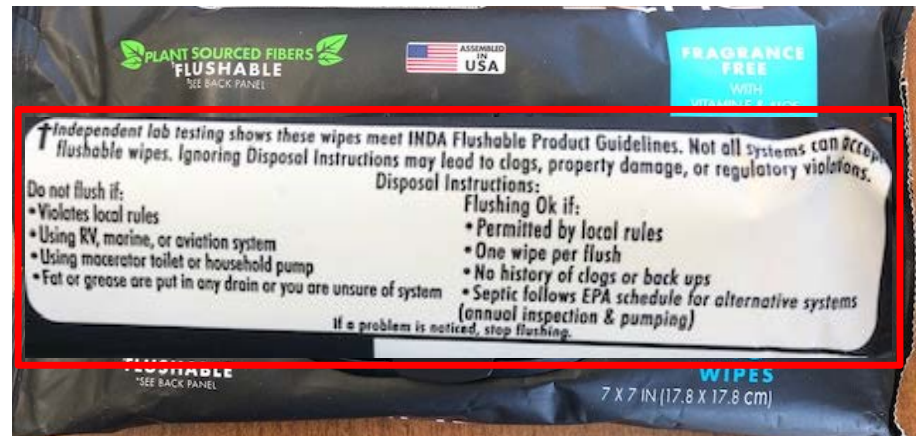 PLANT SOURCED FIBERS
†FLUSHABLE
*SEE BACK PANEL
ASSEMBLED
IN
USA
FRAGRANCE
FREE
WITH
VITAMIN E & ALOE
†Independent lab testing shows these wipes meet INDA Flushable Product Guidelines. Not all systems can accept
flushable wipes. Ignoring Disposal Instructions may lead to clogs, property damage, or regulatory violations.
Disposal Instructions:
Do not flush if:
•Violates local rules
•Using RV, marine, or aviation system
•Using macerator toilet or household pump
•Fat or grease are put in any drain or you are unsure of system
Flushing Ok if:
•Permitted by local rules
•One wipe per flush
•No history of clogs or back ups
•Septic follows EPA schedule for alternative systems
(annual inspection & pumping)
If a problem is noticed, stop flushing.
FLUSHABLE
*SEE BACK PANEL
WIPES
7 X 7 IN (17.8 X 17.8 cm)